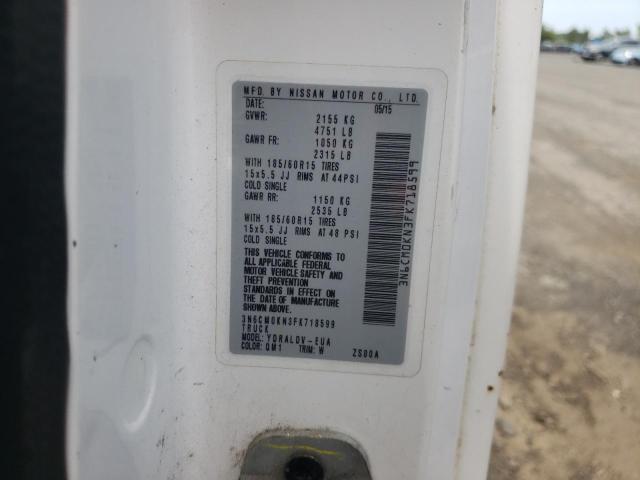 MFD. BY NISSAN MOTOR CO., LTD.
DATE: 05/15
GVWR: 2155 KG
4751 LB
GAWR FR: 1050 KG
2315 LB
WITH 185/60R15 TIRES
15x5.5 JJ RIMS AT 44PSI
COLD SINGLE
GAWR RR: 1150 KG
2535 LB
WITH 185/60R15 TIRES
15x5.5 JJ RIMS AT 48 PSI
COLD SINGLE
THIS VEHICLE CONFORMS TO
ALL APPLICABLE FEDERAL
MOTOR VEHICLE SAFETY AND
THEFT PREVENTION
STANDARDS IN EFFECT ON
THE DATE OF MANUFACTURE
SHOWN ABOVE.
3N6CM0KN3FK718599
TRUCK
MODEL: YDRALDV-EUA
COLOR: QM1 TRIM: W ZS00A
3N6CM0KN3FK718599